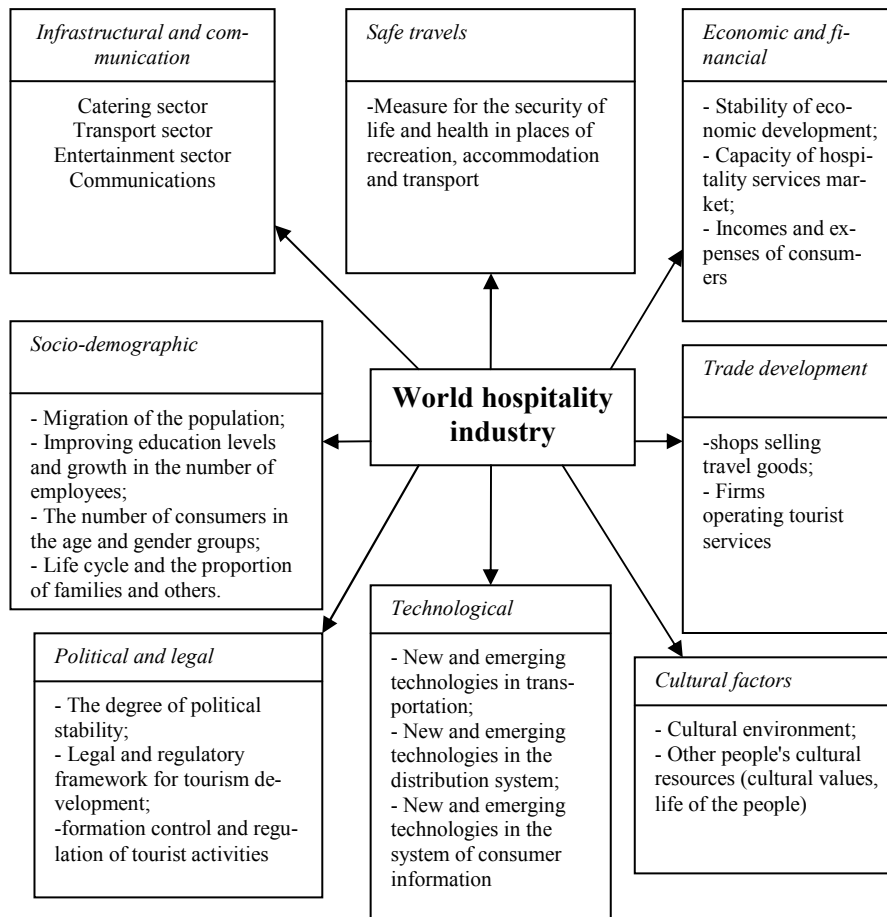 Infrastructural and com-
munication
Catering sector
Transport sector
Entertainment sector
Communications
Safe travels
-Measure for the security of
life and health in places of
recreation, accommodation
and transport
Economic and fi-
nancial
- Stability of eco-
nomic development;
- Capacity of hospi-
tality services mar-
ket;
- Incomes and ex-
penses of consum-
ers
Socio-demographic
- Migration of the population;
- Improving education levels
and growth in the number of
employees;
- The number of consumers in
the age and gender groups;
- Life cycle and the proportion
of families and others.
World hospitality
industry
Trade development
-shops selling
travel goods;
- Firms
operating tourist
services
Political and legal
- The degree of political
stability;
- Legal and regulatory
framework for tourism de-
velopment;
-formation control and regu-
lation of tourist activities
Technological
- New and emerging
technologies in trans-
portation;
- New and emerging
technologies in the
distribution system;
- New and emerging
technologies in the
system of consumer
information
Cultural factors
- Cultural environment;
- Other people's cultural
resources (cultural values,
life of the people)